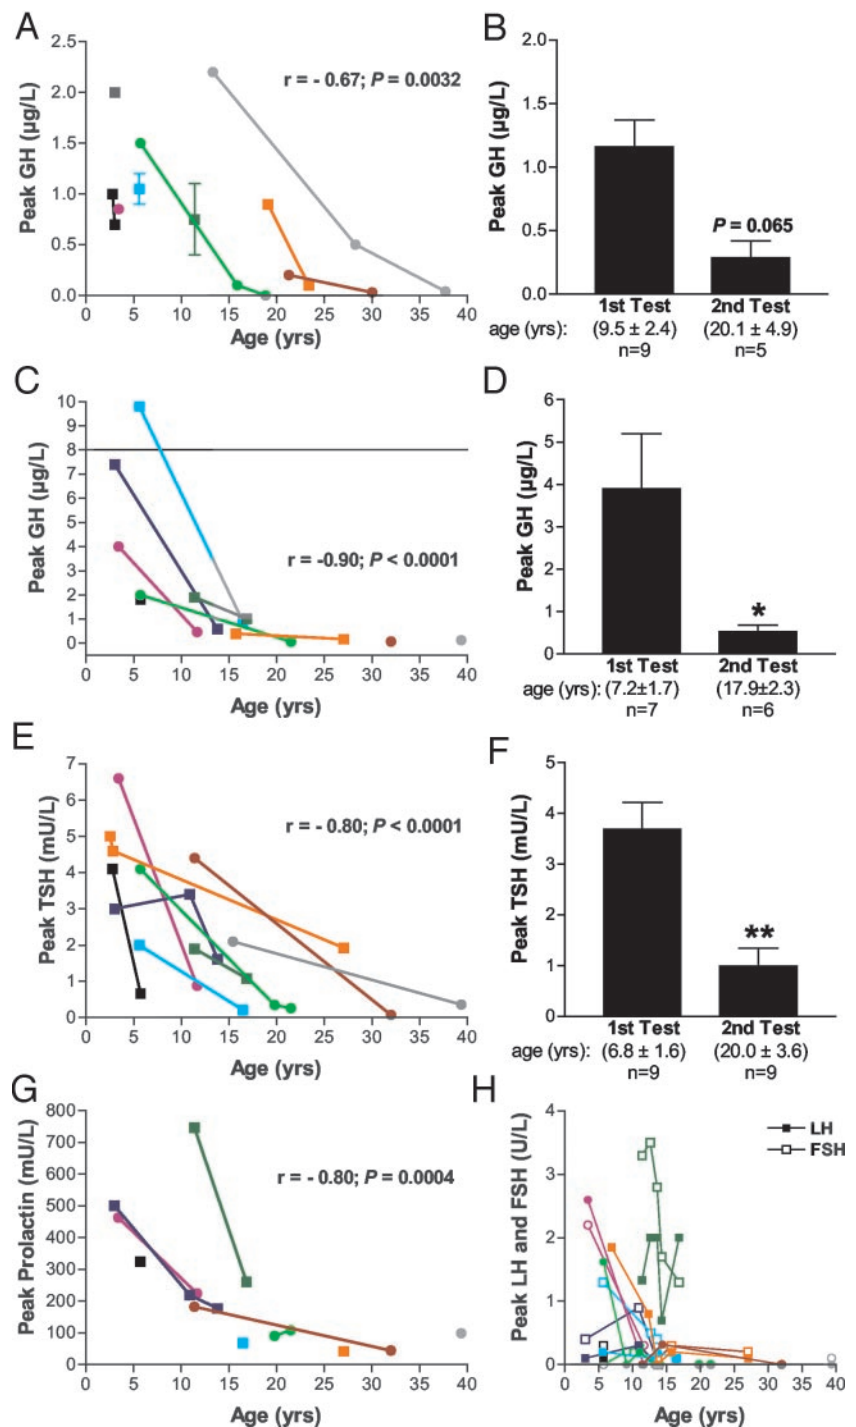 A
Peak GH (µg/L)
2.5
2.0
1.5
1.0
0.5
0.0
r = - 0.67; P = 0.0032
0 5 10 15 20 25 30 35 40
Age (yrs)
B
Peak GH (µg/L)
2.0
1.5
1.0
0.5
0.0
P = 0.065
1st Test 2nd Test
age (yrs): (9.5 ± 2.4) (20.1 ± 4.9)
n=9 n=5
C
Peak GH (µg/L)
10
9
8
7
6
5
4
3
2
1
0
r = -0.90; P < 0.0001
0 5 10 15 20 25 30 35 40
Age (yrs)
D
Peak GH (µg/L)
6
5
4
3
2
1
0
*
1st Test 2nd Test
age (yrs): (7.2±1.7) (17.9±2.3)
n=7 n=6
E
Peak TSH (mU/L)
7
6
5
4
3
2
1
0
r = - 0.80; P < 0.0001
0 5 10 15 20 25 30 35 40
Age (yrs)
F
Peak TSH (mU/L)
5
4
3
2
1
0
**
1st Test 2nd Test
age (yrs): (6.8 ± 1.6) (20.0 ± 3.6)
n=9 n=9
G
Peak Prolactin (mU/L)
800
700
600
500
400
300
200
100
0
r = - 0.80; P = 0.0004
0 5 10 15 20 25 30 35 40
Age (yrs)
H
Peak LH and FSH (U/L)
4
3
2
1
0
LH
FSH
0 5 10 15 20 25 30 35 40
Age (yrs)